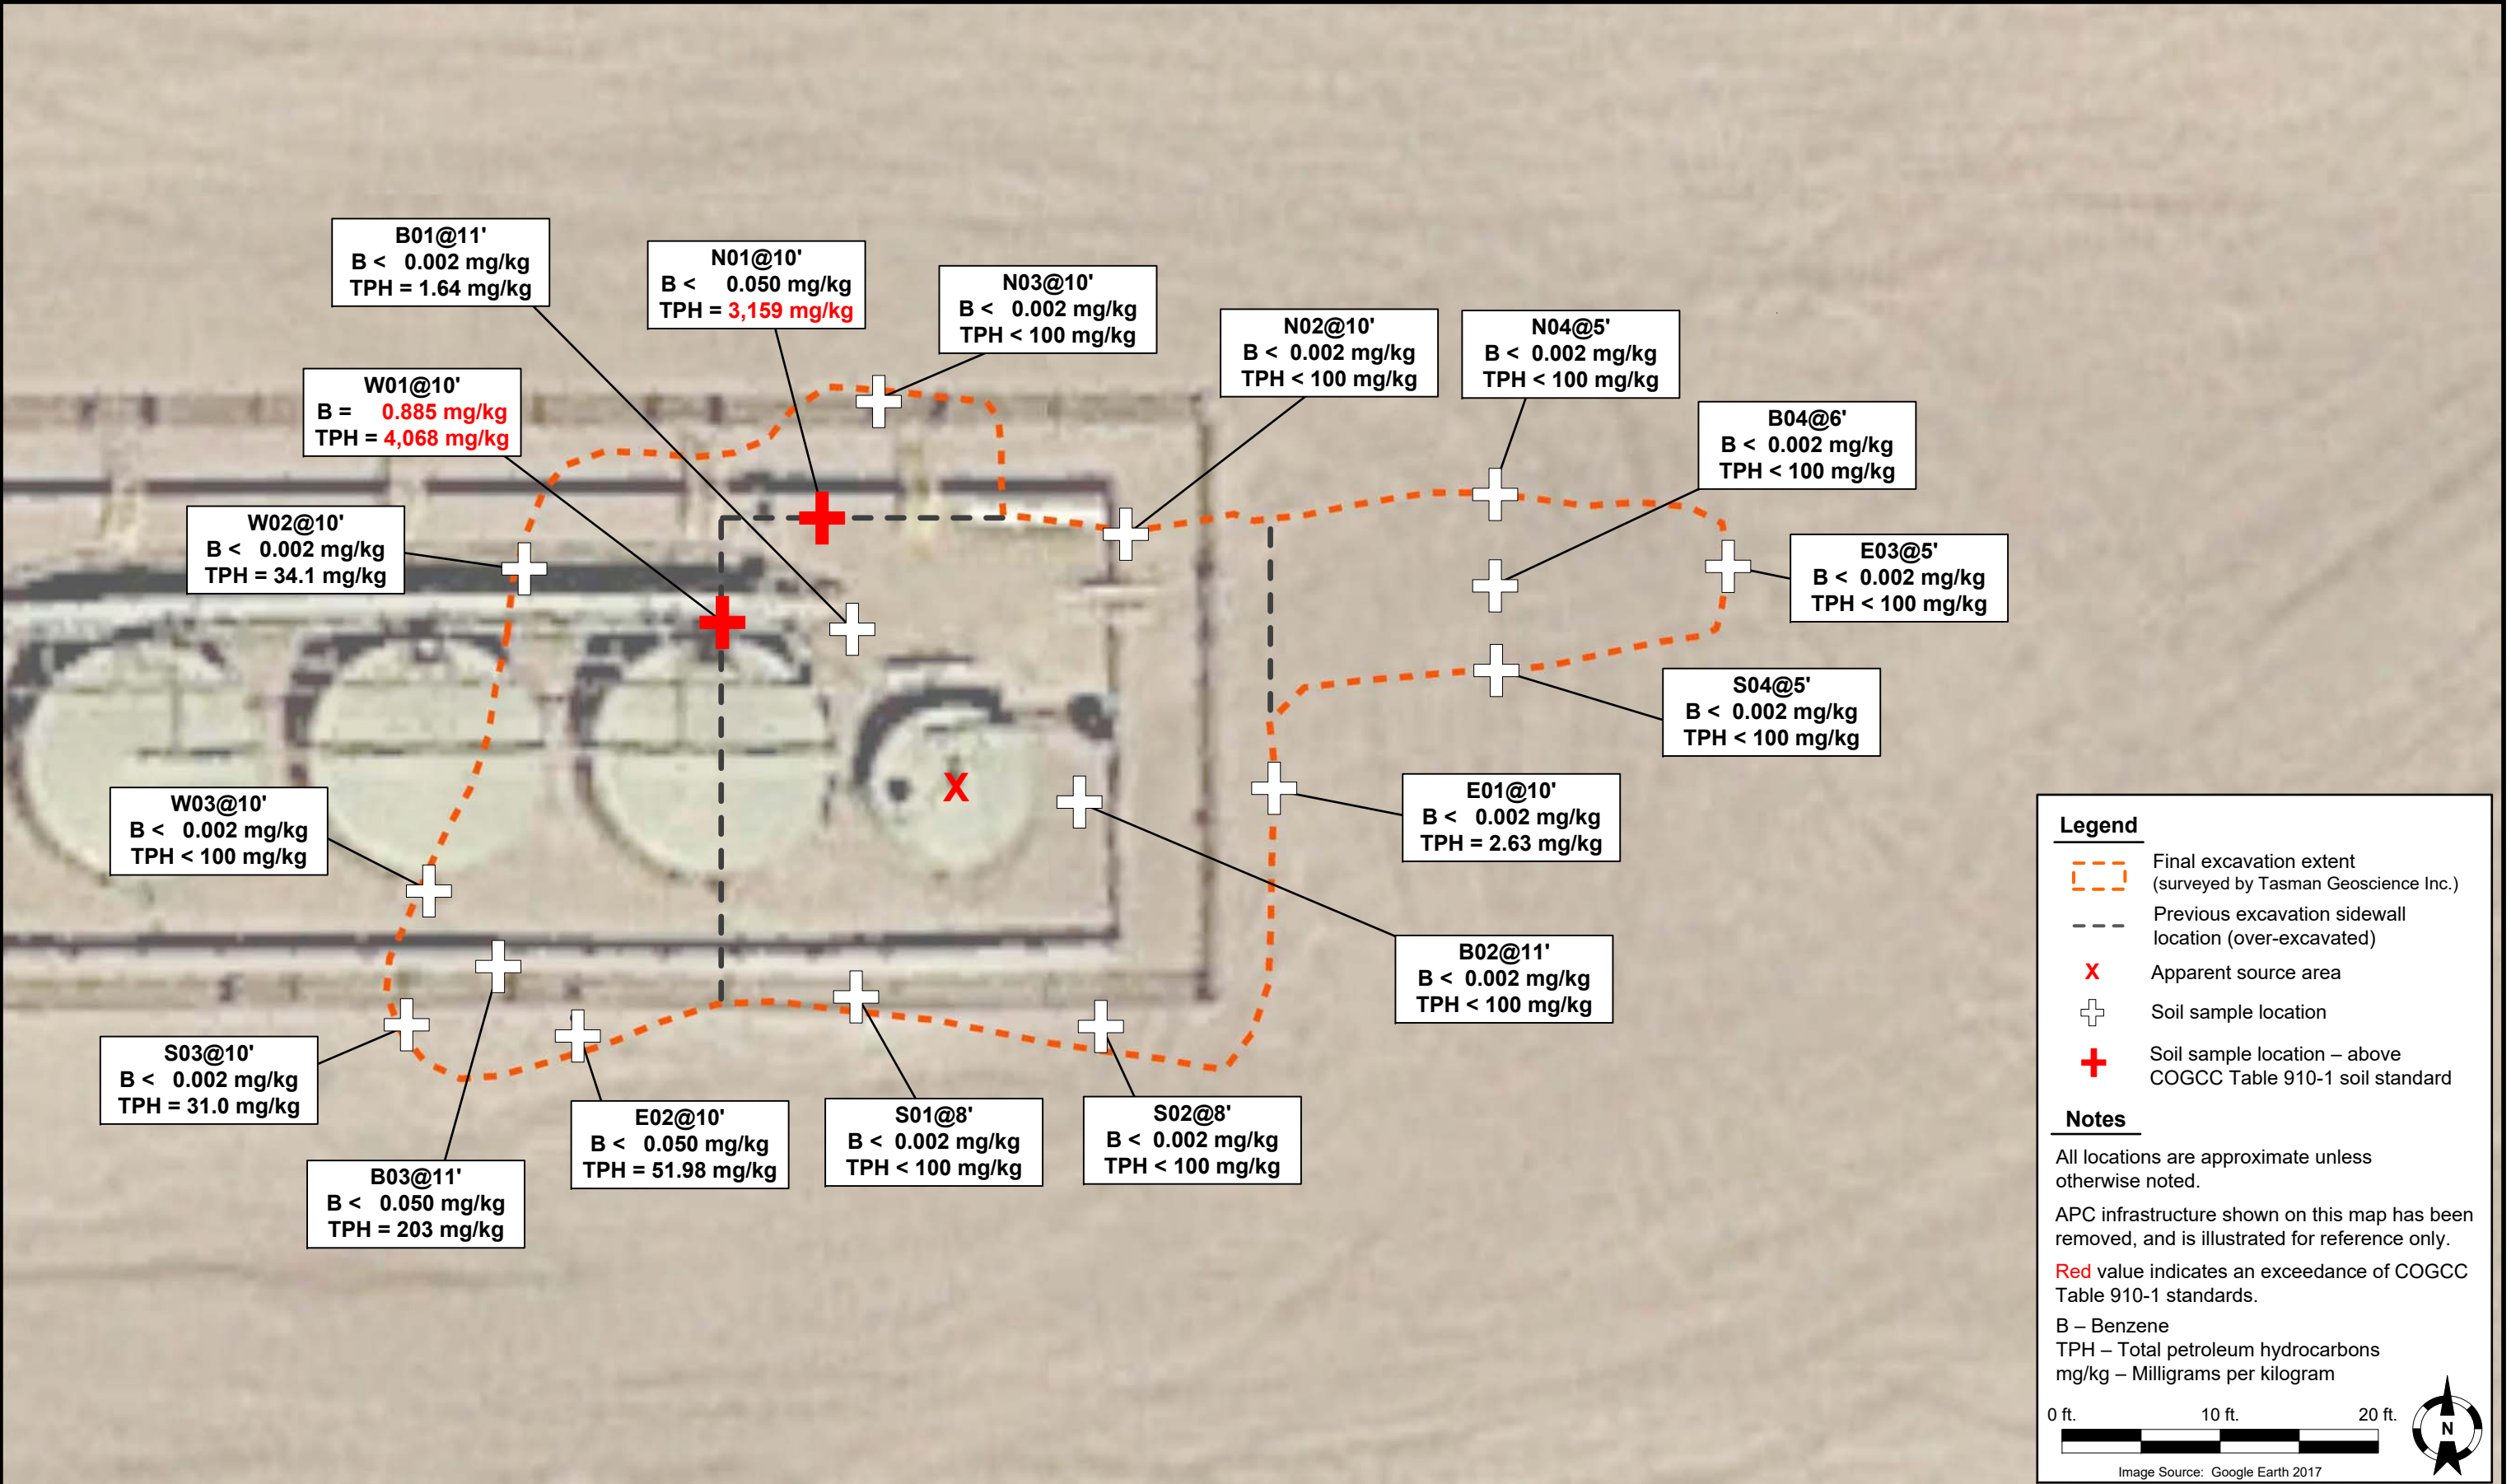 B01@11'
B < 0.002 mg/kg
TPH = 1.64 mg/kg
N01@10'
B < 0.050 mg/kg
TPH = 3,159 mg/kg
N03@10'
B < 0.002 mg/kg
TPH < 100 mg/kg
N02@10'
B < 0.002 mg/kg
TPH < 100 mg/kg
N04@5'
B < 0.002 mg/kg
TPH < 100 mg/kg
W01@10'
B = 0.885 mg/kg
TPH = 4,068 mg/kg
B04@6'
B < 0.002 mg/kg
TPH < 100 mg/kg
W02@10'
B < 0.002 mg/kg
TPH = 34.1 mg/kg
E03@5'
B < 0.002 mg/kg
TPH < 100 mg/kg
S04@5'
B < 0.002 mg/kg
TPH < 100 mg/kg
X
W03@10'
B < 0.002 mg/kg
TPH < 100 mg/kg
E01@10'
B < 0.002 mg/kg
TPH = 2.63 mg/kg
B02@11'
B < 0.002 mg/kg
TPH < 100 mg/kg
S03@10'
B < 0.002 mg/kg
TPH = 31.0 mg/kg
E02@10'
B < 0.050 mg/kg
TPH = 51.98 mg/kg
S01@8'
B < 0.002 mg/kg
TPH < 100 mg/kg
S02@8'
B < 0.002 mg/kg
TPH < 100 mg/kg
B03@11'
B < 0.050 mg/kg
TPH = 203 mg/kg
Legend
Final excavation extent
(surveyed by Tasman Geoscience Inc.)
Previous excavation sidewall
location (over-excavated)
X Apparent source area
Soil sample location
Soil sample location – above
COGCC Table 910-1 soil standard
Notes
All locations are approximate unless
otherwise noted.
APC infrastructure shown on this map has been
removed, and is illustrated for reference only.
Red value indicates an exceedance of COGCC
Table 910-1 standards.
B – Benzene
TPH – Total petroleum hydrocarbons
mg/kg – Milligrams per kilogram
0 ft. 10 ft. 20 ft.
N
Image Source: Google Earth 2017